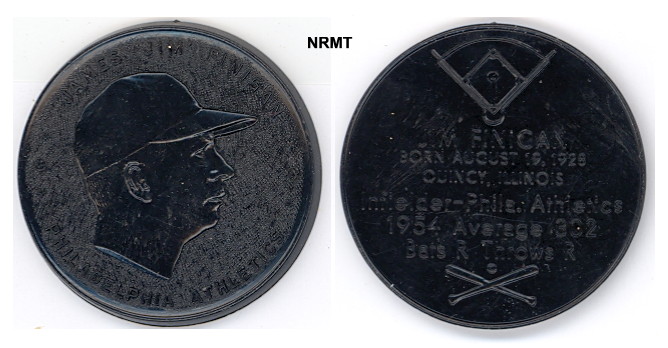 JAMES JIM FINIGAN
PHILADELPHIA ATHLETICS
NRMT
JIM FINIGAN
BORN AUGUST 19, 1928
QUINCY, ILLINOIS
Infielder-Phila. Athletics
1954 Average .302
Bats R Throws R